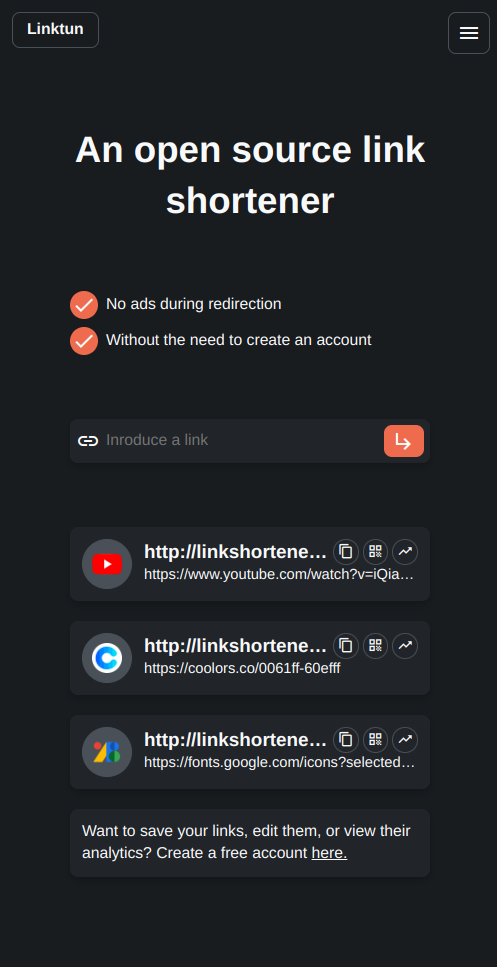 Linktun
An open source link
shortener
No ads during redirection
Without the need to create an account
Inroduce a link
http://linkshortene...
https://www.youtube.com/watch?v=iQia...
http://linkshortene...
https://coolors.co/0061ff-60efff
http://linkshortene...
https://fonts.google.com/icons?selected...
Want to save your links, edit them, or view their
analytics? Create a free account here.